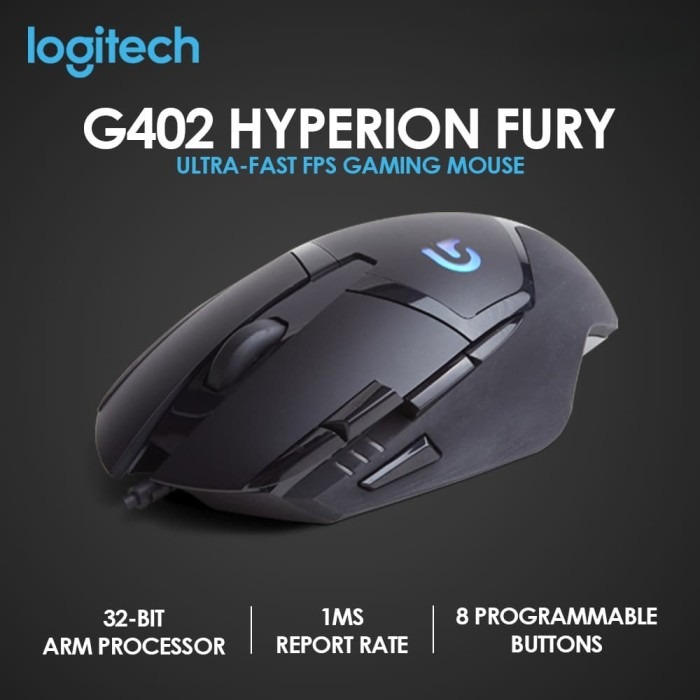 logitech
G402 HYPERION FURY
ULTRA-FAST FPS GAMING MOUSE
32-BIT
ARM PROCESSOR
1MS
REPORT RATE
8 PROGRAMMABLE
BUTTONS